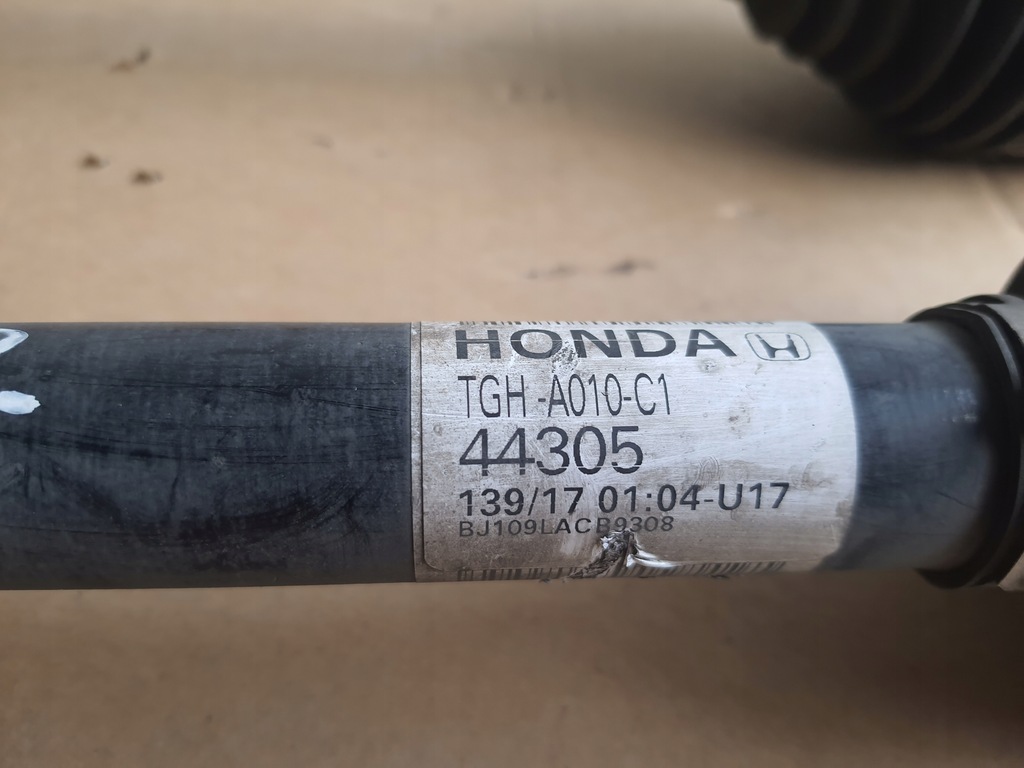 HONDA
TGH-A010-C1
44305
139/17 01:04-U17
BJ109LACB9308